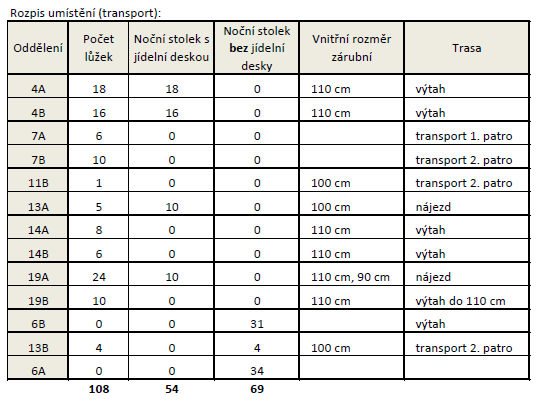 Rozpis umístění (transport):
Oddělení | Počet lůžek | Noční stolek s jídelní deskou | Noční stolek bez jídelní desky | Vnitřní rozměr zárubní | Trasa
4A | 18 | 18 | 0 | 110 cm | výtah
4B | 16 | 16 | 0 | 110 cm | výtah
7A | 6 | 0 | 0 | | transport 1. patro
7B | 10 | 0 | 0 | | transport 2. patro
11B | 1 | 0 | 0 | 100 cm | transport 2. patro
13A | 5 | 10 | 0 | 100 cm | nájezd
14A | 8 | 0 | 0 | 110 cm | výtah
14B | 6 | 0 | 0 | 110 cm | výtah
19A | 24 | 10 | 0 | 110 cm, 90 cm | nájezd
19B | 10 | 0 | 0 | 110 cm | výtah do 110 cm
6B | 0 | 0 | 31 | | výtah
13B | 4 | 0 | 4 | 100 cm | transport 2. patro
6A | 0 | 0 | 34 | |
108 | 54 | 69